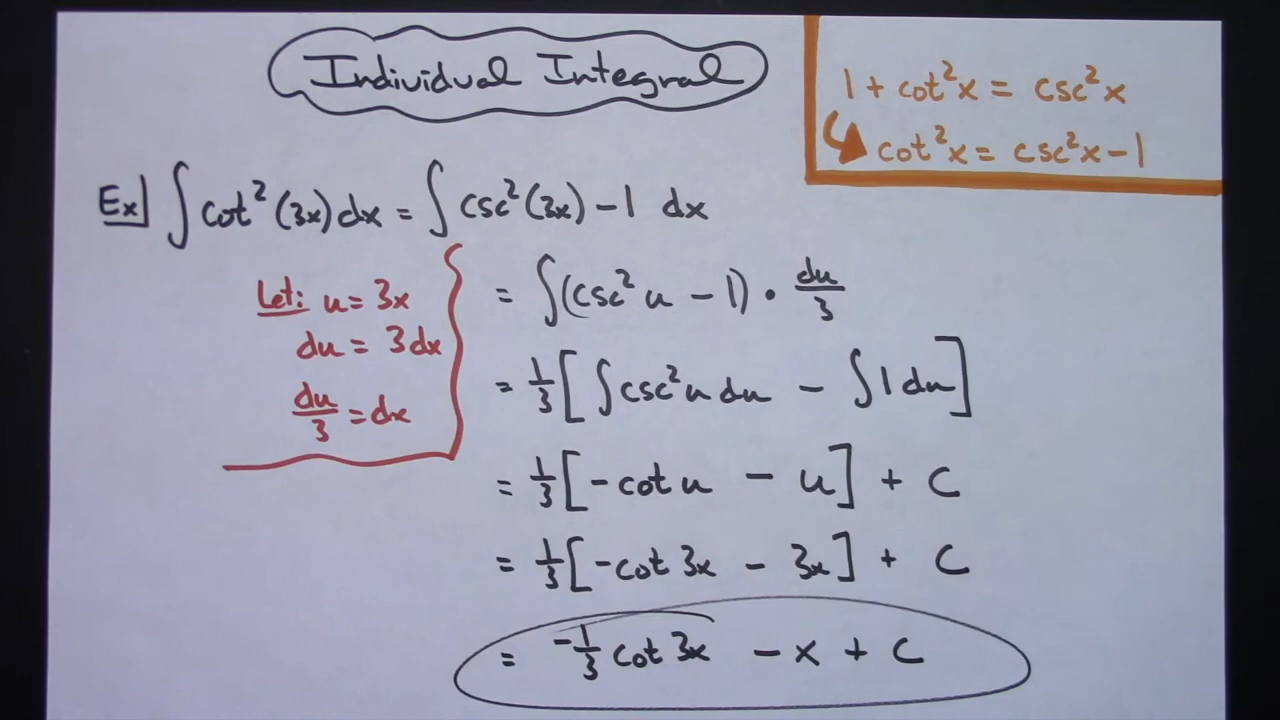 Individual Integral
1 + cot²x = csc²x
cot²x = csc²x - 1
Ex] ∫ cot² (3x) dx = ∫ csc² (3x) - 1 dx
Let: u = 3x
du = 3dx
du/3 = dx
= ∫ (csc² u - 1) • du/3
= 1/3 [ ∫ csc² u du - ∫ 1 du ]
= 1/3 [ -cot u - u ] + C
= 1/3 [ -cot 3x - 3x ] + C
= -1/3 cot 3x - x + C